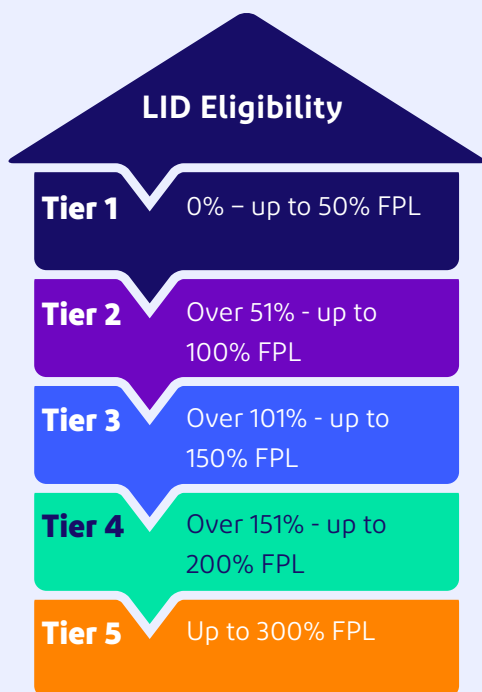 LID Eligibility
Tier 1
0% – up to 50% FPL
Tier 2
Over 51% - up to
100% FPL
Tier 3
Over 101% - up to
150% FPL
Tier 4
Over 151% - up to
200% FPL
Tier 5
Up to 300% FPL